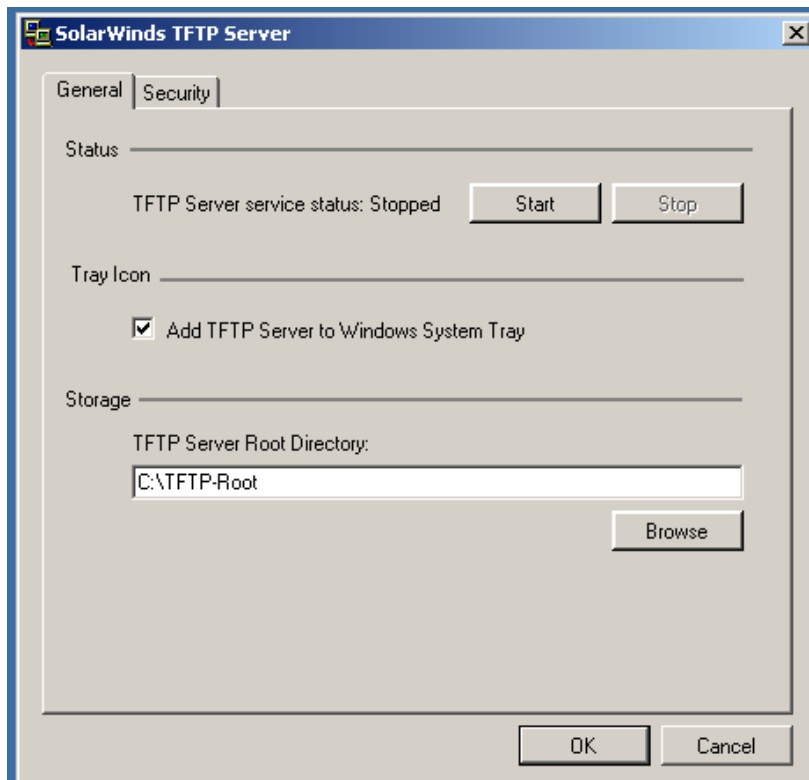 SolarWinds TFTP Server
General Security
Status
TFTP Server service status: Stopped Start Stop
Tray Icon
Add TFTP Server to Windows System Tray
Storage
TFTP Server Root Directory:
C:\TFTP-Root
Browse
OK Cancel